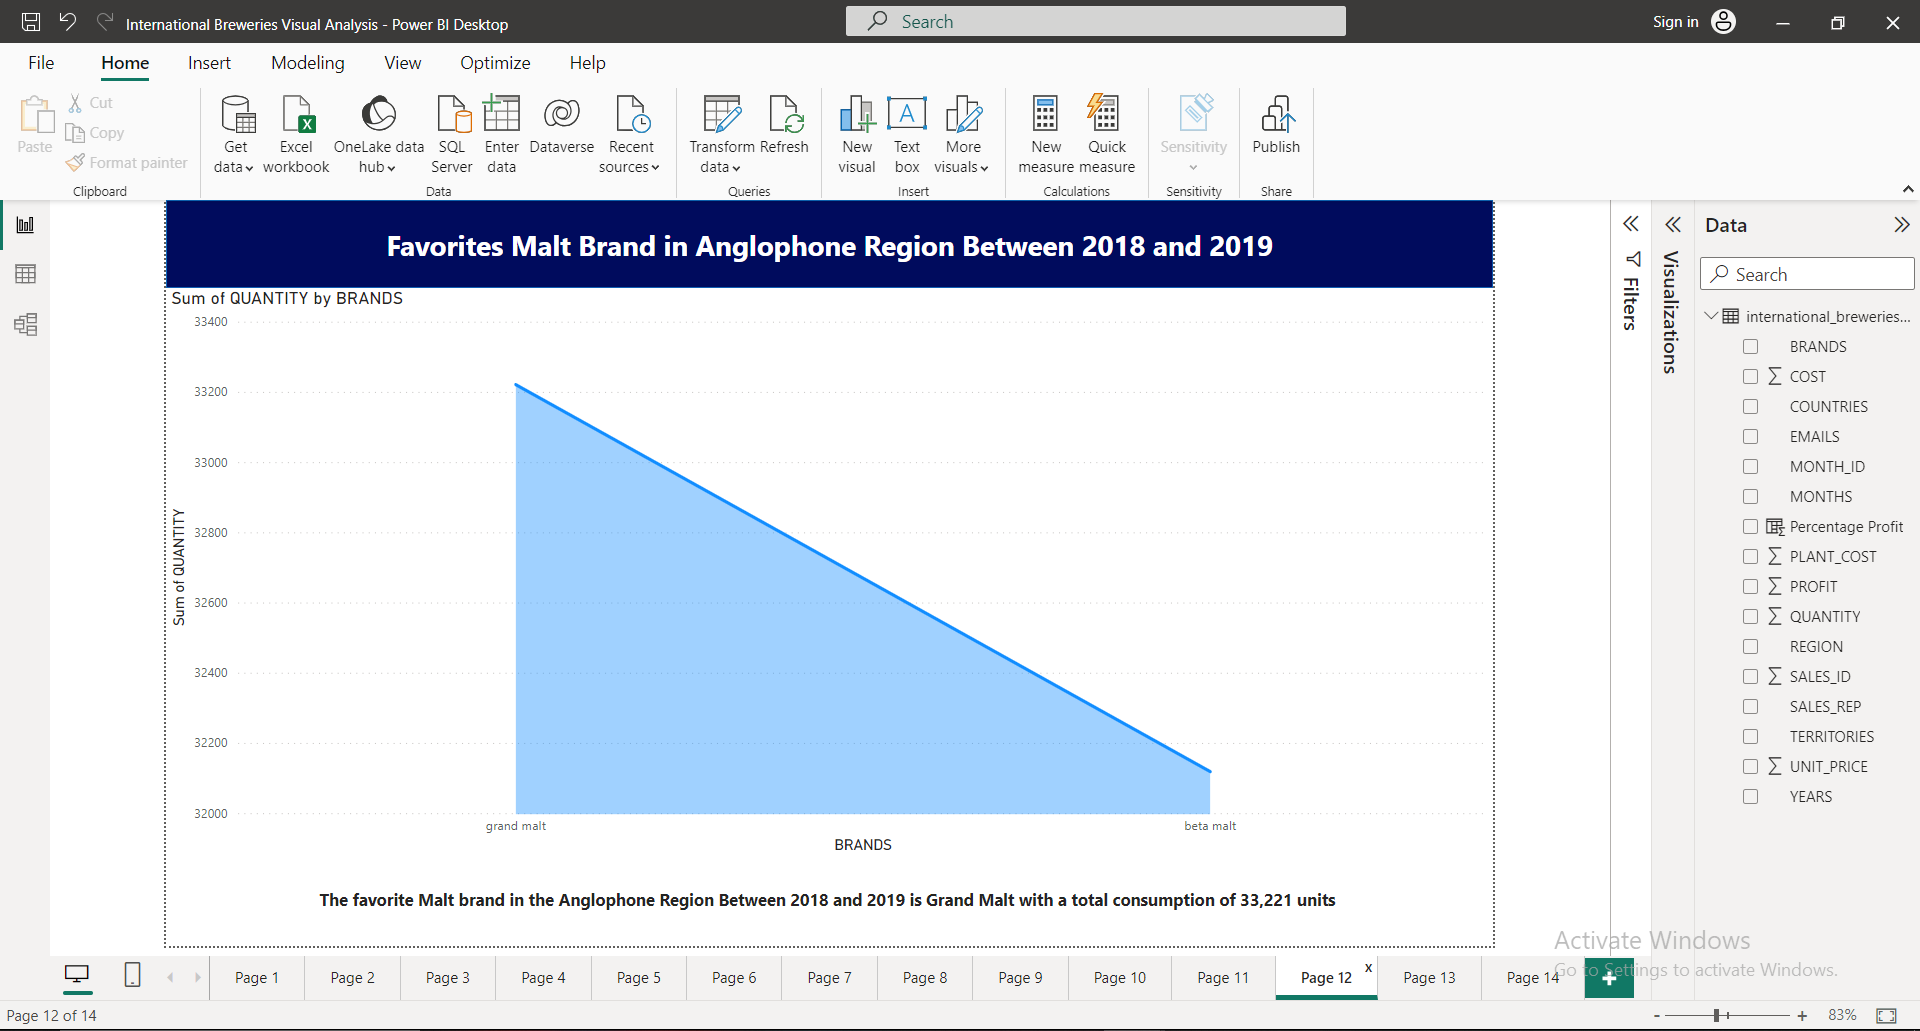 International Breweries Visual Analysis - Power BI Desktop
Search
Sign in
File
Home
Insert
Modeling
View
Optimize
Help
Paste
Cut
Copy
Format painter
Clipboard
Get data
Excel workbook
OneLake data hub
SQL Server
Enter data
Dataverse
Recent sources
Data
Transform data
Refresh
Queries
New visual
Text box
More visuals
Insert
New measure
Quick measure
Calculations
Sensitivity
Sensitivity
Publish
Share
Favorites Malt Brand in Anglophone Region Between 2018 and 2019
Sum of QUANTITY by BRANDS
33400
33200
33000
32800
32600
32400
32200
32000
Sum of QUANTITY
grand malt
beta malt
BRANDS
The favorite Malt brand in the Anglophone Region Between 2018 and 2019 is Grand Malt with a total consumption of 33,221 units
Filters
Visualizations
Data
Search
international_breweries...
BRANDS
COST
COUNTRIES
EMAILS
MONTH_ID
MONTHS
Percentage Profit
PLANT_COST
PROFIT
QUANTITY
REGION
SALES_ID
SALES_REP
TERRITORIES
UNIT_PRICE
YEARS
Activate Windows
Go to Settings to activate Windows.
Page 1
Page 2
Page 3
Page 4
Page 5
Page 6
Page 7
Page 8
Page 9
Page 10
Page 11
Page 12
x
Page 13
Page 14
+
Page 12 of 14
-
+
83%